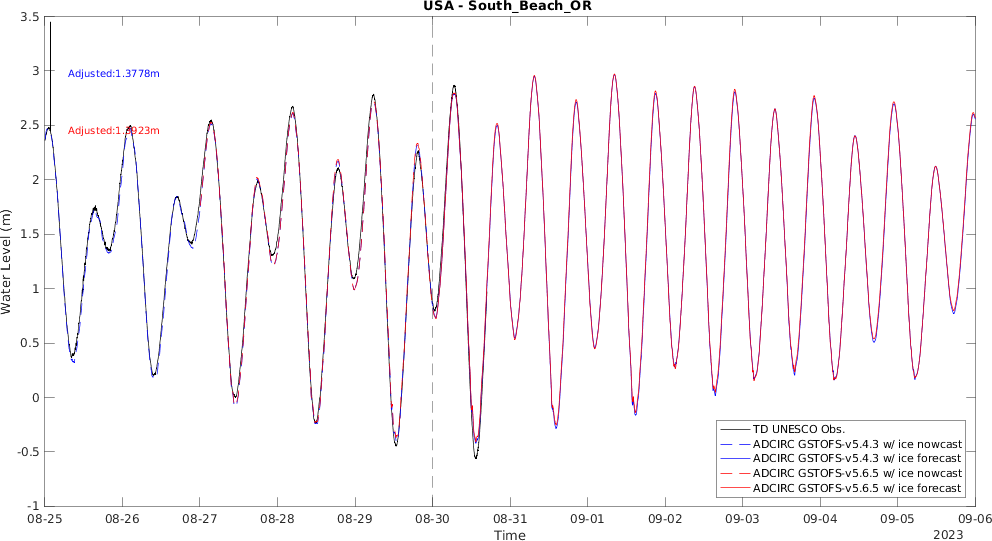 USA - South_Beach_OR
3.5
3
2.5
2
1.5
1
0.5
0
-0.5
-1
Water Level (m)
Adjusted:1.3778m
TD UNESCO Obs.
ADCIRC GSTOFS-v5.4.3 w/ ice nowcast
ADCIRC GSTOFS-v5.4.3 w/ ice forecast
ADCIRC GSTOFS-v5.6.5 w/ ice nowcast
ADCIRC GSTOFS-v5.6.5 w/ ice forecast
08-25 08-26 08-27 08-28 08-29 08-30 08-31 09-01 09-02 09-03 09-04 09-05 09-06
Time
2023